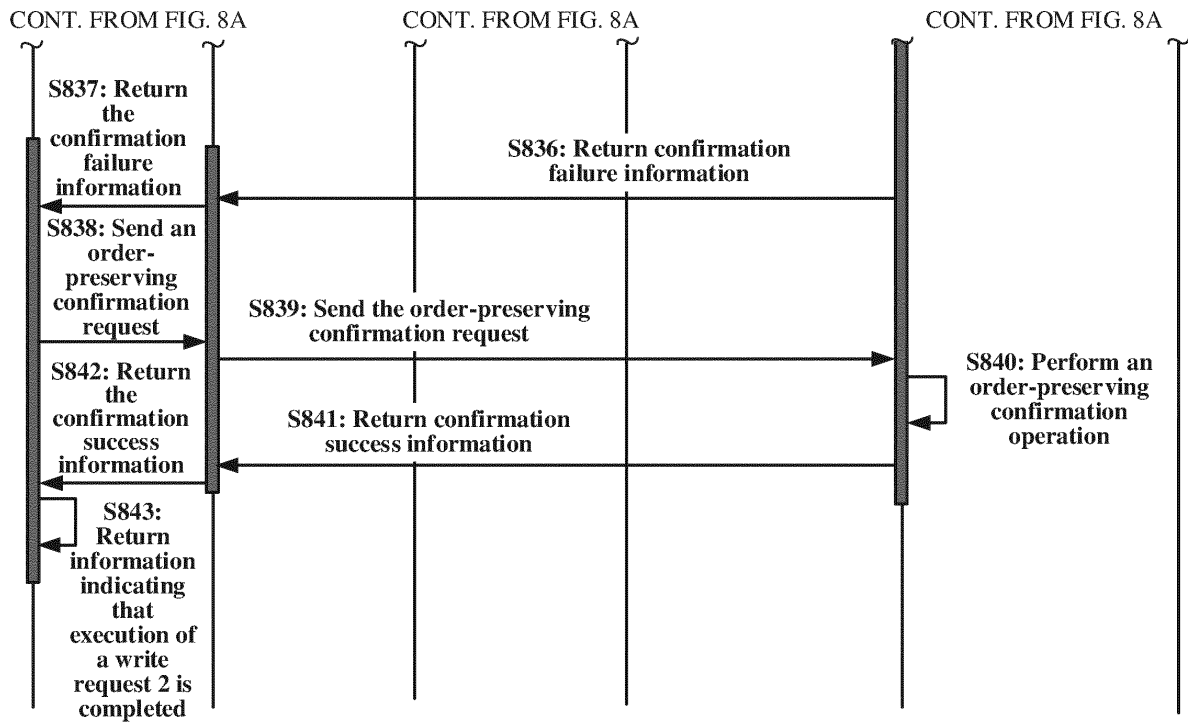 CONT. FROM FIG. 8A
CONT. FROM FIG. 8A
CONT. FROM FIG. 8A
S837: Return
the
confirmation
failure
information
S836: Return confirmation
failure information
S838: Send an
order-
preserving
confirmation
request
S839: Send the order-preserving
confirmation request
S840: Perform an
order-preserving
confirmation
operation
S842: Return
the
confirmation
success
information
S841: Return confirmation
success information
S843:
Return
information
indicating
that
execution of
a write
request 2 is
completed